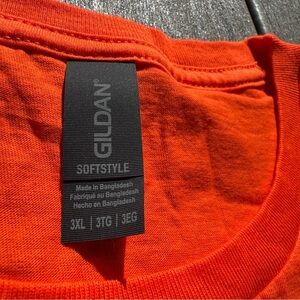 GILDAN®
SOFTSTYLE
Made in Bangladesh
Fabriqué au Bangladesh
Hecho en Bangladesh
3XL | 3TG | 3EG